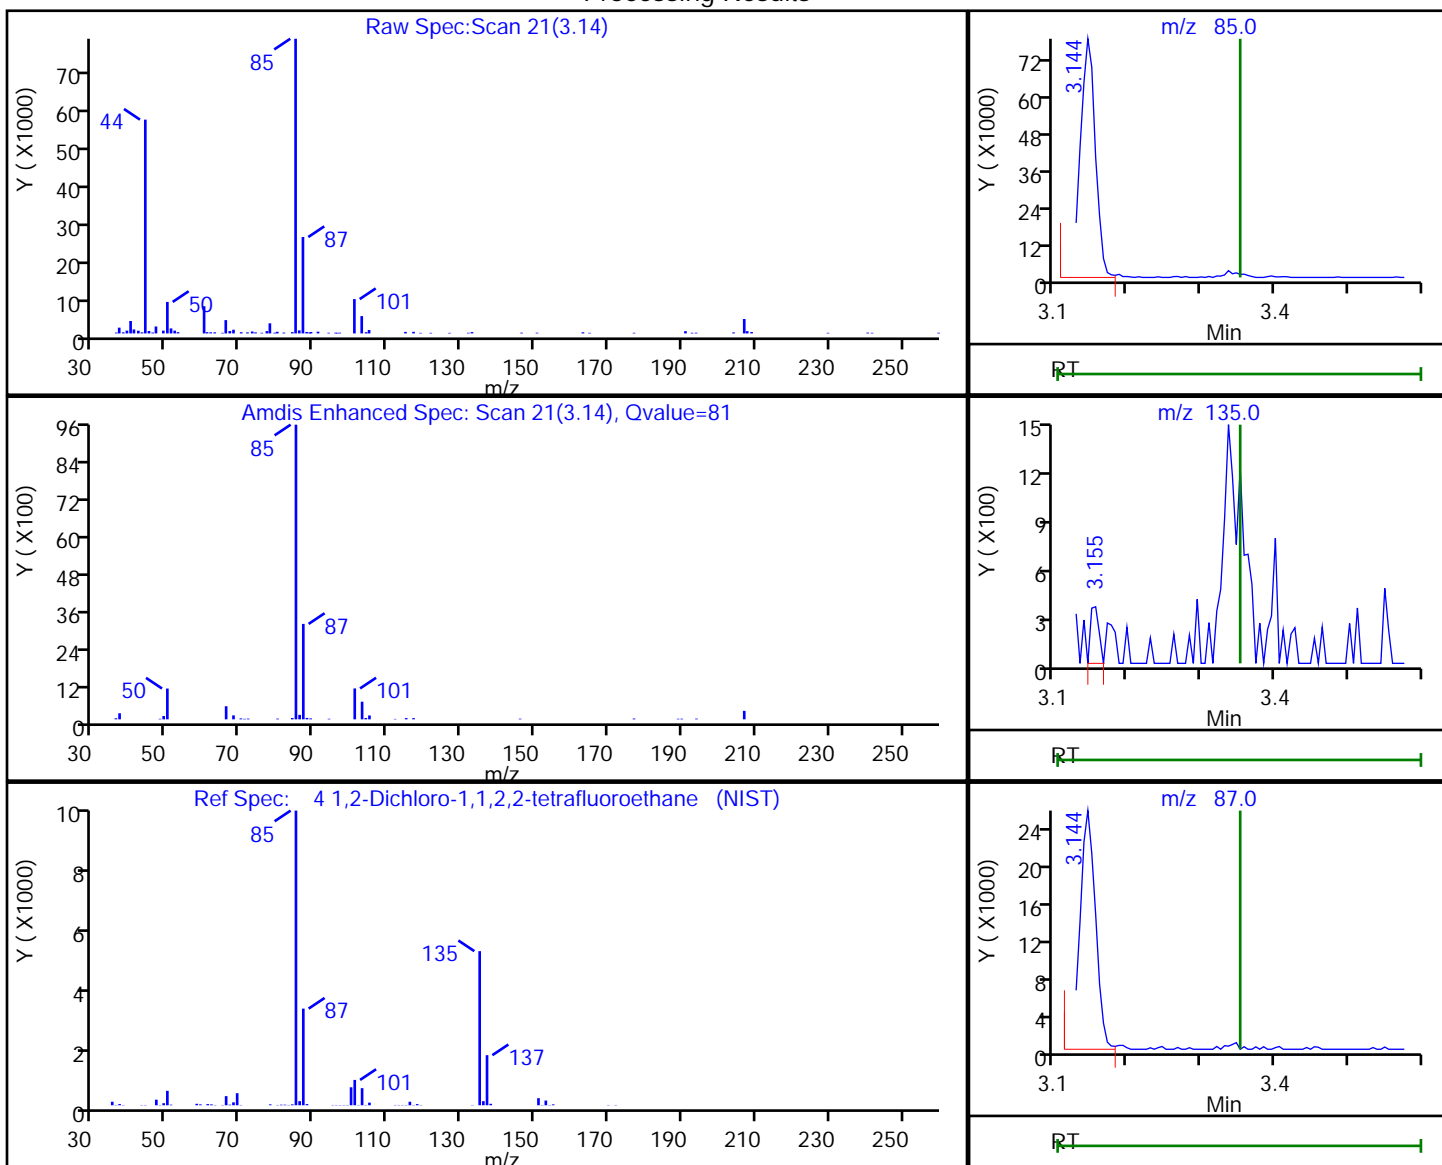 Processing Results
Raw Spec:Scan 21(3.14)
Y ( X1000)
70
60
50
40
30
20
10
0
85
44
87
50
101
30 50 70 90 110 130 150 170 190 210 230 250
m/z
m/z 85.0
Y ( X1000)
72
60
48
36
24
12
0
3.144
3.1 3.4
Min
RT
Amdis Enhanced Spec: Scan 21(3.14), Qvalue=81
Y ( X100)
96
84
72
60
48
36
24
12
0
85
87
50
101
30 50 70 90 110 130 150 170 190 210 230 250
m/z
m/z 135.0
Y ( X100)
15
12
9
6
3
0
3.155
3.1 3.4
Min
RT
Ref Spec: 4 1,2-Dichloro-1,1,2,2-tetrafluoroethane (NIST)
Y ( X1000)
10
8
6
4
2
0
85
135
87
137
101
30 50 70 90 110 130 150 170 190 210 230 250
m/z
m/z 87.0
Y ( X1000)
24
20
16
12
8
4
0
3.144
3.1 3.4
Min
RT